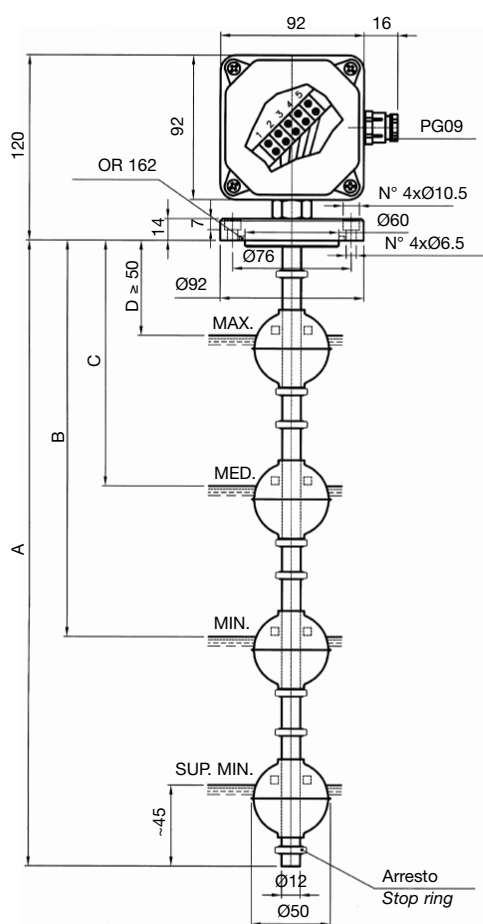 92
16
92
120
1 2 3 4 5
PG09
OR 162
N° 4xØ10.5
14
7
Ø60
N° 4xØ6.5
Ø76
Ø92
D ≥ 50
MAX.
C
B
MED.
A
MIN.
SUP. MIN.
~45
Ø12
Arresto
Stop ring
Ø50